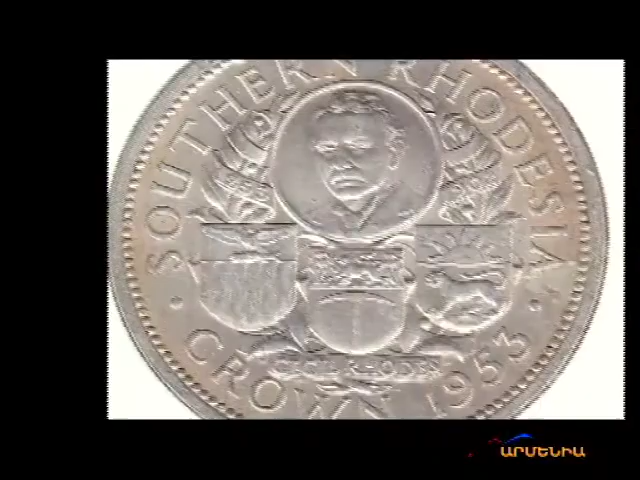 SOUTHERN RHODESIA
CECIL RHODES
CROWN 1953
ԱՐՄԵՆԻԱ